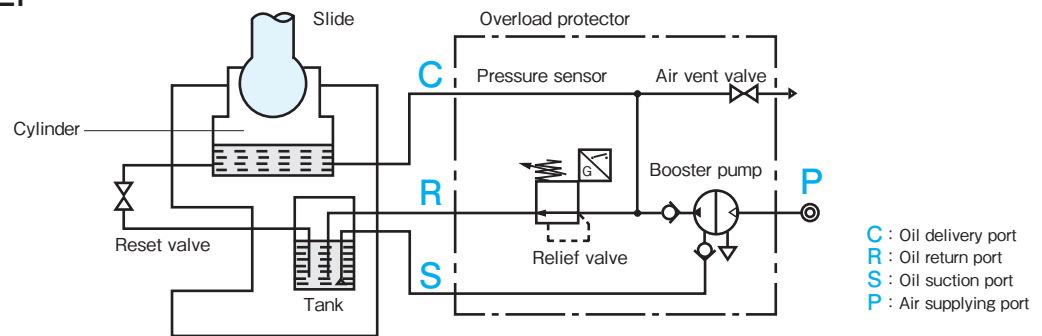 Slide
Overload protector
C
Pressure sensor
Air vent valve
Cylinder
G
Booster pump
P
R
Reset valve
Relief valve
S
Tank
C : Oil delivery port
R : Oil return port
S : Oil suction port
P : Air supplying port